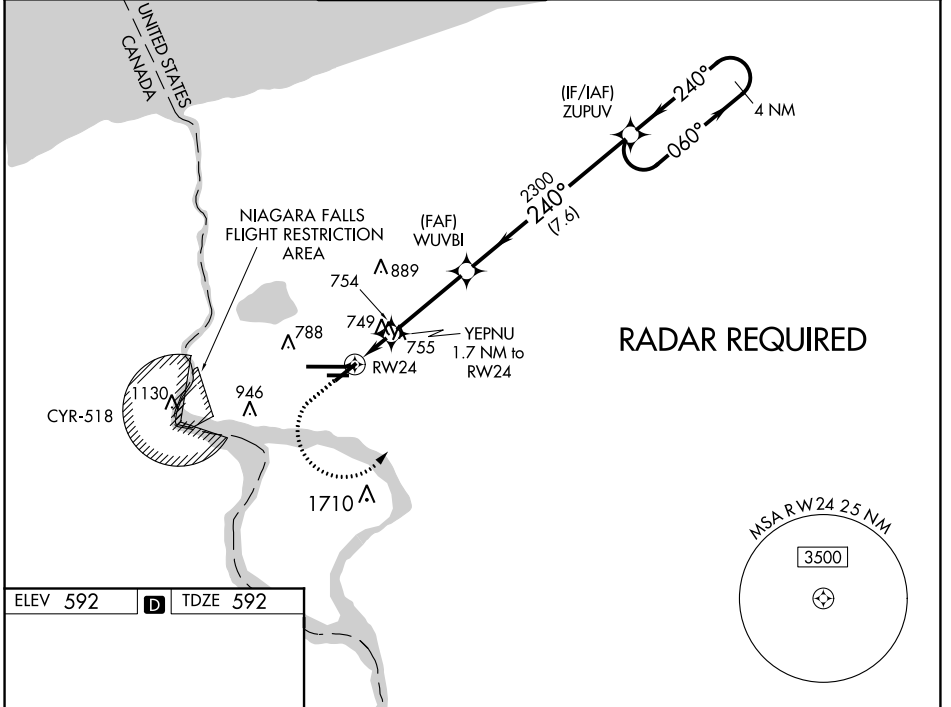 UNITED STATES
CANADA
(IF/IAF)
ZUPUV
240°
060°
4 NM
2300
240°
(7.6)
NIAGARA FALLS
FLIGHT RESTRICTION
AREA
(FAF)
WUVBI
889
754
749
755
788
YEPNU
1.7 NM to
RW24
RW24
RADAR REQUIRED
CYR-518
1130
946
1710
MSA RW24 25 NM
3500
ELEV 592
D
TDZE 592